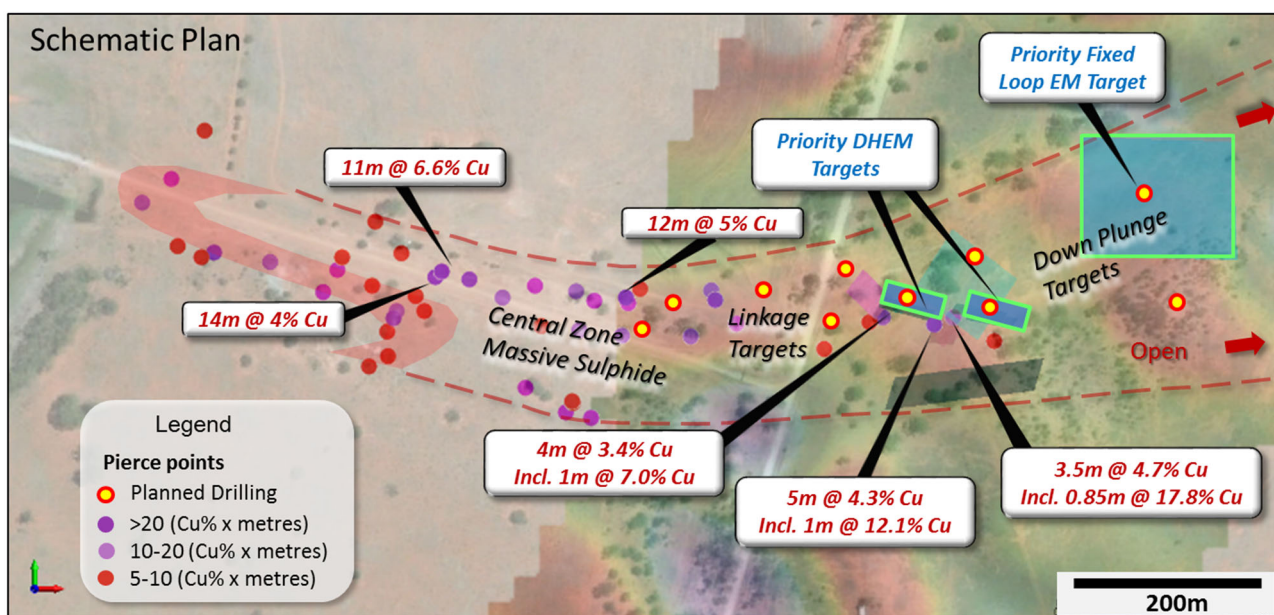 Schematic Plan
Priority Fixed
Loop EM Target
Priority DHEM
Targets
11m @ 6.6% Cu
12m @ 5% Cu
14m @ 4% Cu
Down Plunge
Targets
Central Zone
Massive Sulphide
Linkage
Targets
Open
4m @ 3.4% Cu
Incl. 1m @ 7.0% Cu
5m @ 4.3% Cu
Incl. 1m @ 12.1% Cu
3.5m @ 4.7% Cu
Incl. 0.85m @ 17.8% Cu
Legend
Pierce points
Planned Drilling
>20 (Cu% x metres)
10-20 (Cu% x metres)
5-10 (Cu% x metres)
200m